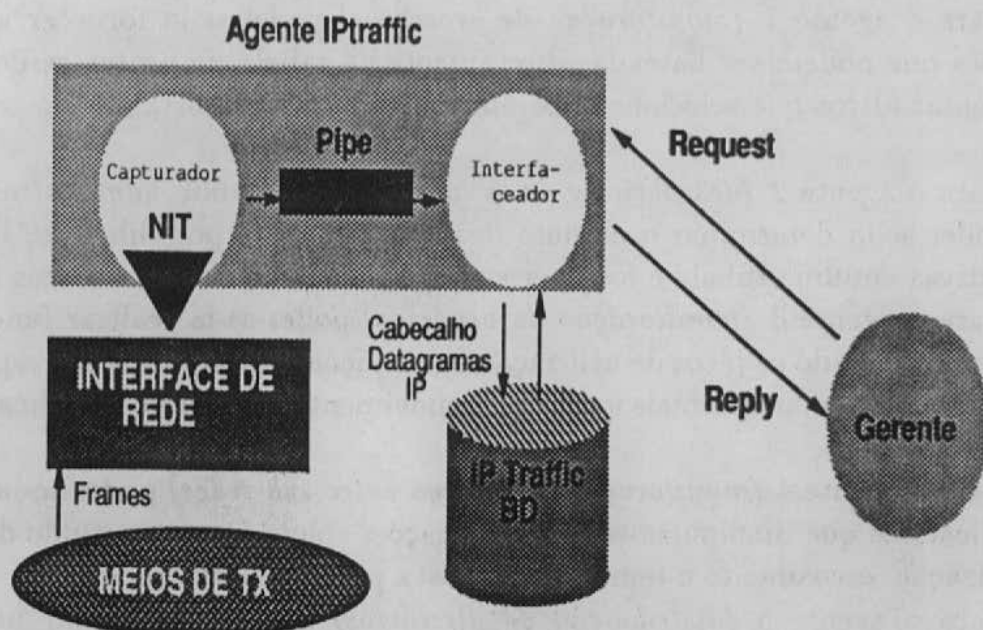 Agente IPtraffic
Pipe
Capturador
NIT
Interfa-
ceador
Request
INTERFACE DE
REDE
Cabecalho
Datagramas
IP
Reply
Gerente
Frames
IP Traffic
BD
MEIOS DE TX